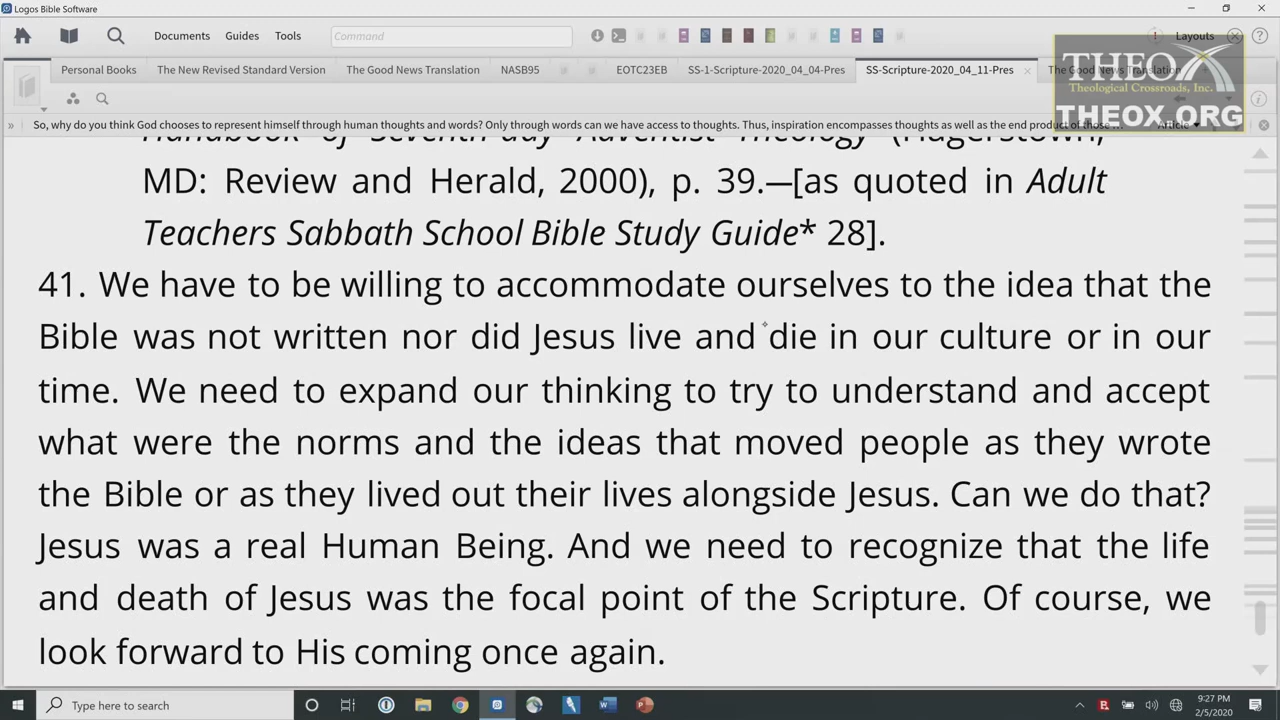 Logos Bible Software
Documents Guides Tools Command Layouts
Personal Books The New Revised Standard Version NASB95 EOTC23EB SS-1-Scripture-2020_04_04-Pres SS-Scripture-2020_04_11-Pres The Good News Translation
THEOX
Theological Crossroads, Inc.
THEOX.ORG
So, why do you think God chooses to represent himself through human thoughts and words? Only through words can we have access to thoughts. Thus, inspiration encompasses thoughts as well as the end product of those ... Article
Handbook of Seventh-day Adventist Theology (Hagerstown,
MD: Review and Herald, 2000), p. 39.—[as quoted in Adult
Teachers Sabbath School Bible Study Guide* 28].
41. We have to be willing to accommodate ourselves to the idea that the
Bible was not written nor did Jesus live and die in our culture or in our
time. We need to expand our thinking to try to understand and accept
what were the norms and the ideas that moved people as they wrote
the Bible or as they lived out their lives alongside Jesus. Can we do that?
Jesus was a real Human Being. And we need to recognize that the life
and death of Jesus was the focal point of the Scripture. Of course, we
look forward to His coming once again.
Type here to search
9:27 PM
2/5/2020